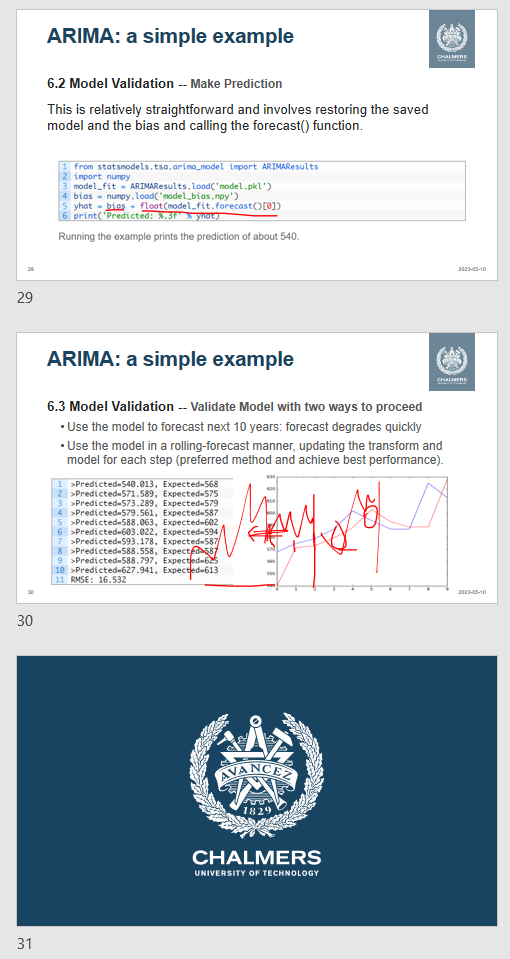 ARIMA: a simple example
CHALMERS
6.2 Model Validation -- Make Prediction
This is relatively straightforward and involves restoring the saved
model and the bias and calling the forecast() function.
1 from statsmodels.tsa.arima_model import ARIMAResults
2 import numpy
3 model_fit = ARIMAResults.load('model.pkl')
4 bias = numpy.load('model_bias.npy')
5 yhat = bias + float(model_fit.forecast()[0])
6 print('Predicted: %.3f' % yhat)
Running the example prints the prediction of about 540.
29
2023-05-10
29
ARIMA: a simple example
CHALMERS
6.3 Model Validation -- Validate Model with two ways to proceed
• Use the model to forecast next 10 years: forecast degrades quickly
• Use the model in a rolling-forecast manner, updating the transform and
model for each step (preferred method and achieve best performance).
1 >Predicted=540.013, Expected=568
2 >Predicted=571.589, Expected=575
3 >Predicted=573.289, Expected=579
4 >Predicted=579.561, Expected=587
5 >Predicted=588.063, Expected=602
6 >Predicted=603.022, Expected=594
7 >Predicted=593.178, Expected=587
8 >Predicted=588.558, Expected=587
9 >Predicted=588.797, Expected=625
10 >Predicted=627.941, Expected=613
11 RMSE: 16.532
630
620
610
600
590
580
570
560
550
0 1 2 3 4 5 6 7 8 9
30
2023-05-10
30
AVANCEZ
1829
CHALMERS
UNIVERSITY OF TECHNOLOGY
31